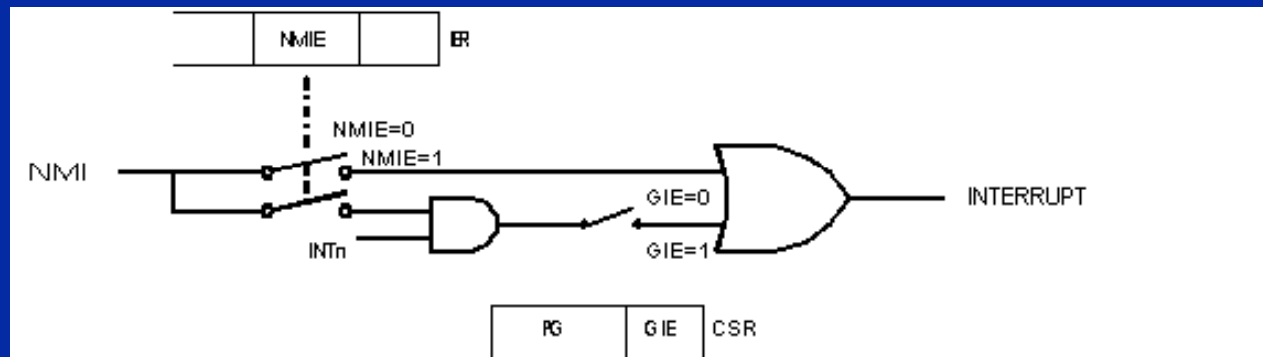 NMIE IER
NMIE=0
NMI NMIE=1
GIE=0 INTERRUPT
INTn GIE=1
PG GIE CSR